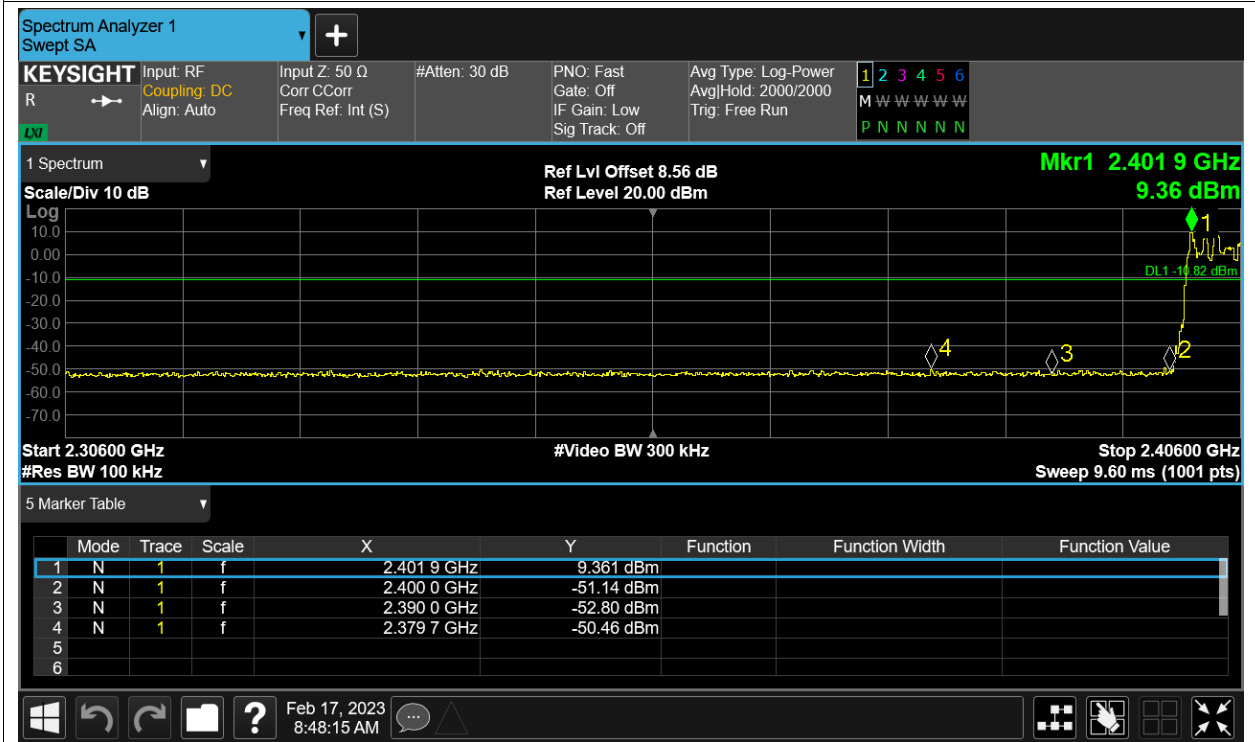 Spectrum Analyzer 1
Swept SA
KEYSIGHT
R
LXI
Input: RF
Coupling: DC
Align: Auto
Input Z: 50 Ω
Corr CCorr
Freq Ref: Int (S)
#Atten: 30 dB
PNO: Fast
Gate: Off
IF Gain: Low
Sig Track: Off
Avg Type: Log-Power
Avg|Hold: 2000/2000
Trig: Free Run
1 2 3 4 5 6
M W W W W W
P N N N N N
1 Spectrum
Scale/Div 10 dB
Ref Lvl Offset 8.56 dB
Ref Level 20.00 dBm
Mkr1 2.401 9 GHz
9.36 dBm
Log
10.0
0.00
-10.0
-20.0
-30.0
-40.0
-50.0
-60.0
-70.0
1
DL1 -10.82 dBm
4
3
2
Start 2.30600 GHz
#Video BW 300 kHz
Stop 2.40600 GHz
#Res BW 100 kHz
Sweep 9.60 ms (1001 pts)
5 Marker Table
Mode Trace Scale X Y Function Function Width Function Value
1 N 1 f 2.401 9 GHz 9.361 dBm
2 N 1 f 2.400 0 GHz -51.14 dBm
3 N 1 f 2.390 0 GHz -52.80 dBm
4 N 1 f 2.379 7 GHz -50.46 dBm
5
6
?
Feb 17, 2023
8:48:15 AM